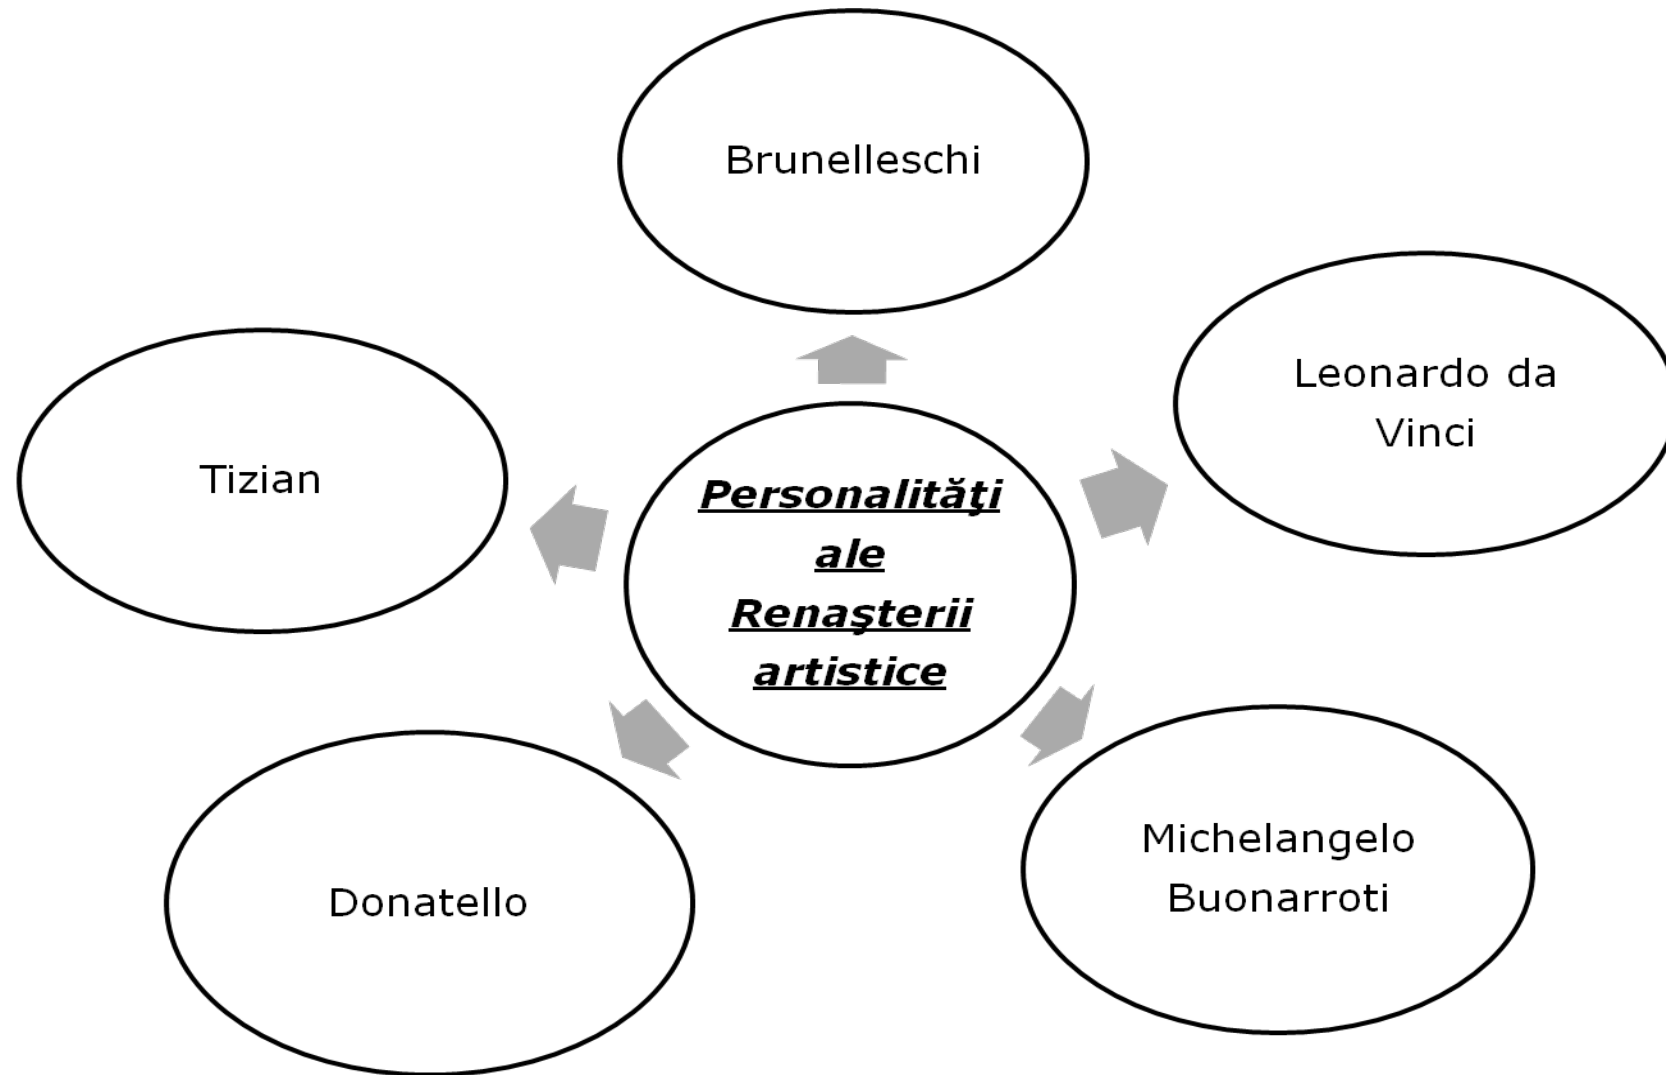 Brunelleschi
Leonardo da
Vinci
Tizian
Personalităţi
ale
Renaşterii
artistice
Michelangelo
Buonarroti
Donatello